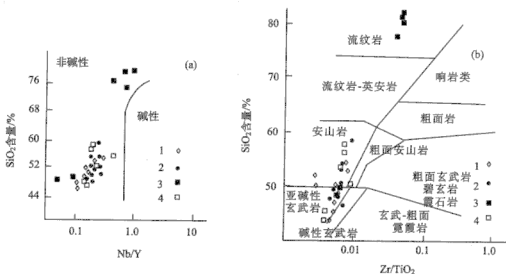 (a)
非碱性
碱性
SiO₂含量/%
76
68
60
52
44
1
2
3
4
0.1
1.0
5
10
Nb/Y
(b)
流纹岩
流纹岩-英安岩
响岩类
粗面岩
安山岩
粗面安山岩
亚碱性
玄武岩
碱性玄武岩
粗面玄武岩
碧玄岩
霞石岩
玄武-粗面
霓霞岩
SiO₂含量/%
80
70
60
50
1
2
3
4
0.01
0.1
1.0
Zr/TiO₂